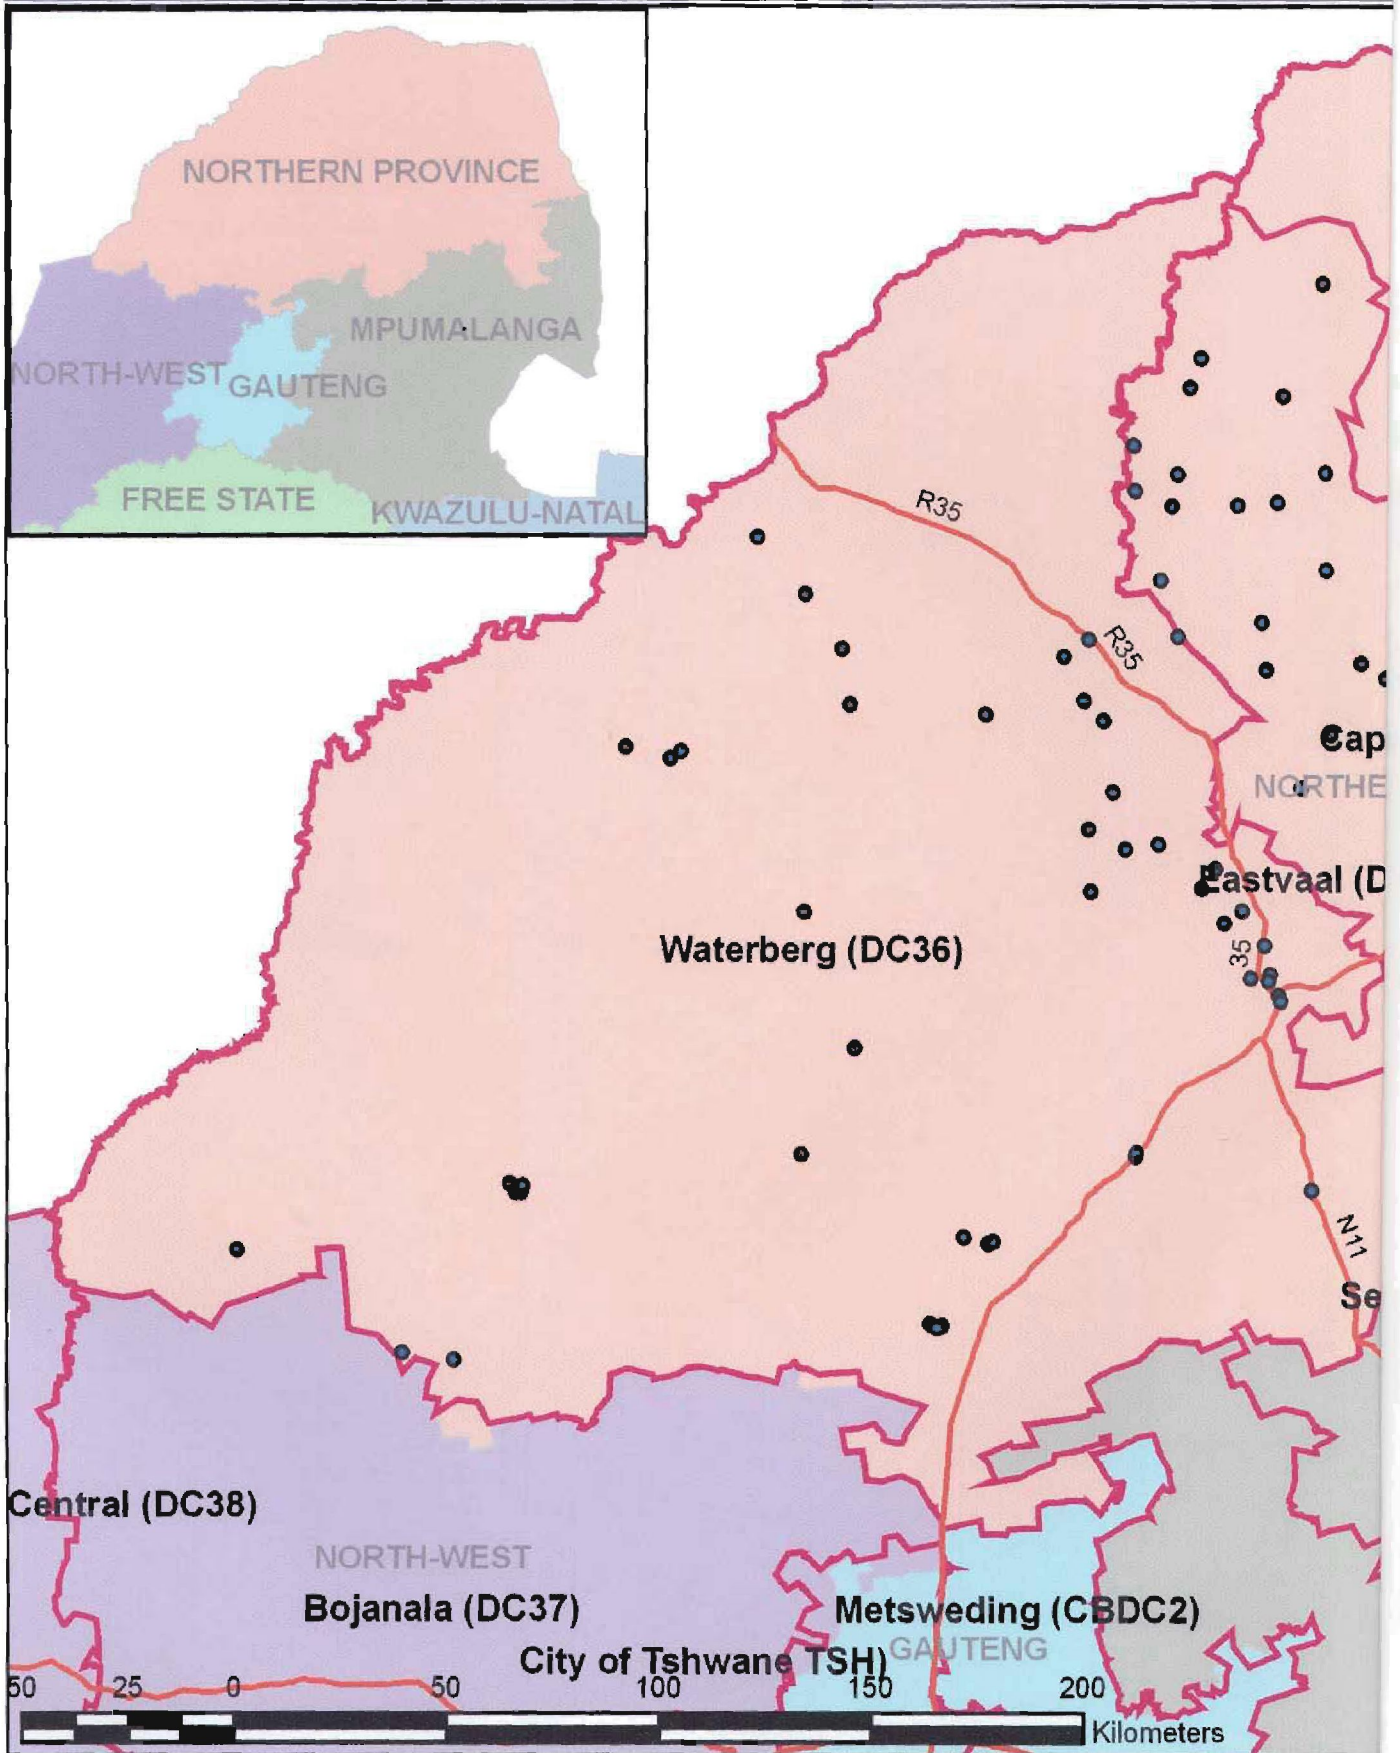 NORTHERN PROVINCE
MPUMALANGA
NORTH-WEST
GAUTENG
FREE STATE
KWAZULU-NATAL
R35
R35
Cap
NORTHE
Eastvaal (D
35
Waterberg (DC36)
N11
Se
Central (DC38)
NORTH-WEST
Bojanala (DC37)
Metsweding (CBDC2)
GAUTENG
City of Tshwane TSH)
50 25 0 50 100 150 200
Kilometers